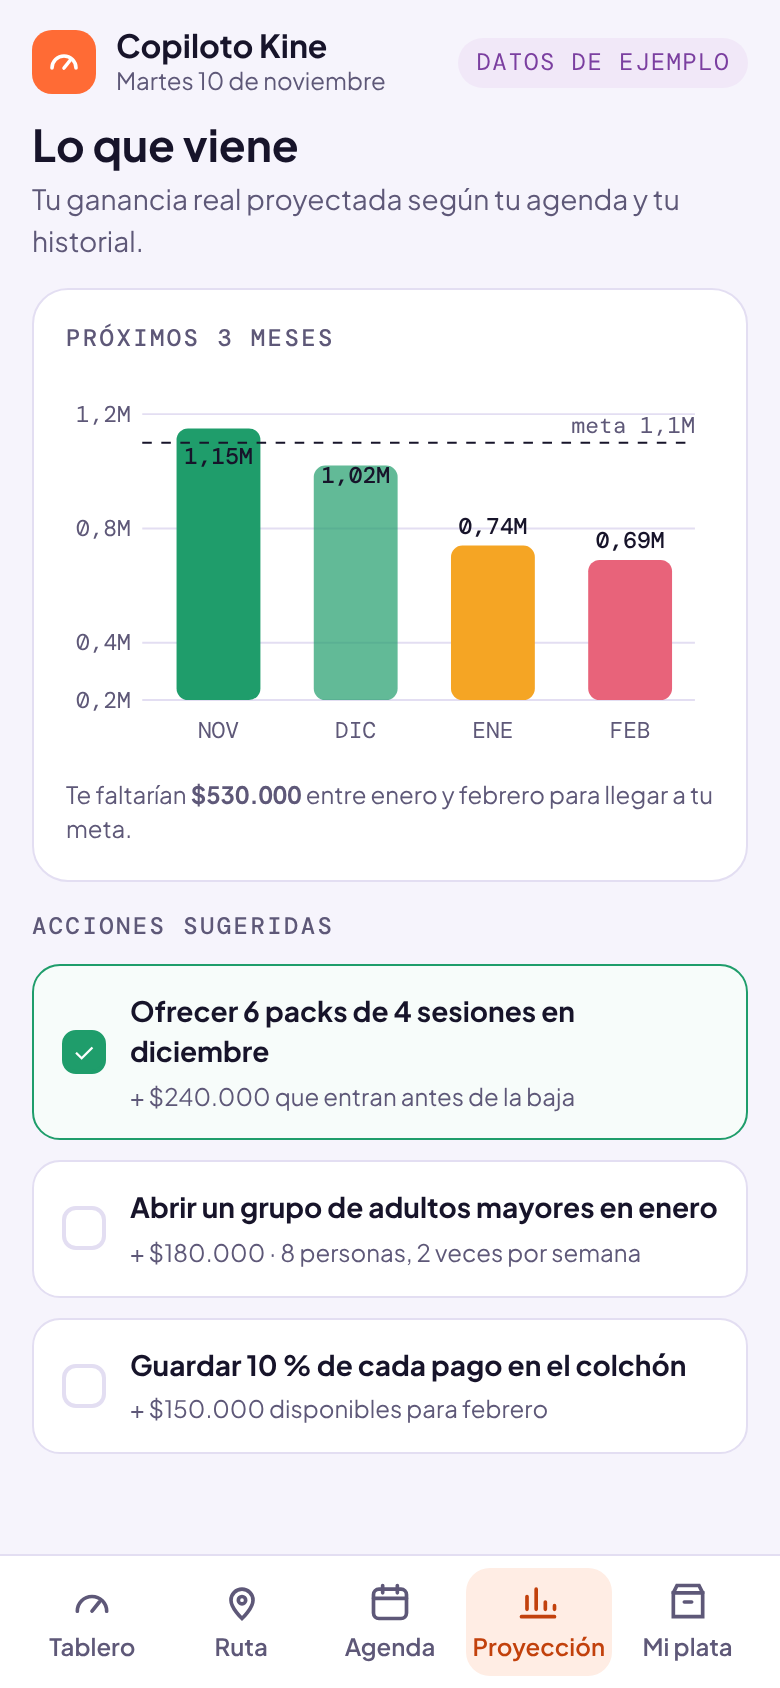 Copiloto Kine
Martes 10 de noviembre
DATOS DE EJEMPLO
Lo que viene
Tu ganancia real proyectada según tu agenda y tu
historial.
PRÓXIMOS 3 MESES
1,2M
meta 1,1M
1,15M
1,02M
0,8M
0,74M
0,69M
0,4M
0,2M
NOV DIC ENE FEB
Te faltarían $530.000 entre enero y febrero para llegar a tu
meta.
ACCIONES SUGERIDAS
Ofrecer 6 packs de 4 sesiones en
diciembre
+ $240.000 que entran antes de la baja
Abrir un grupo de adultos mayores en enero
+ $180.000 · 8 personas, 2 veces por semana
Guardar 10 % de cada pago en el colchón
+ $150.000 disponibles para febrero
Tablero Ruta Agenda Proyección Mi plata